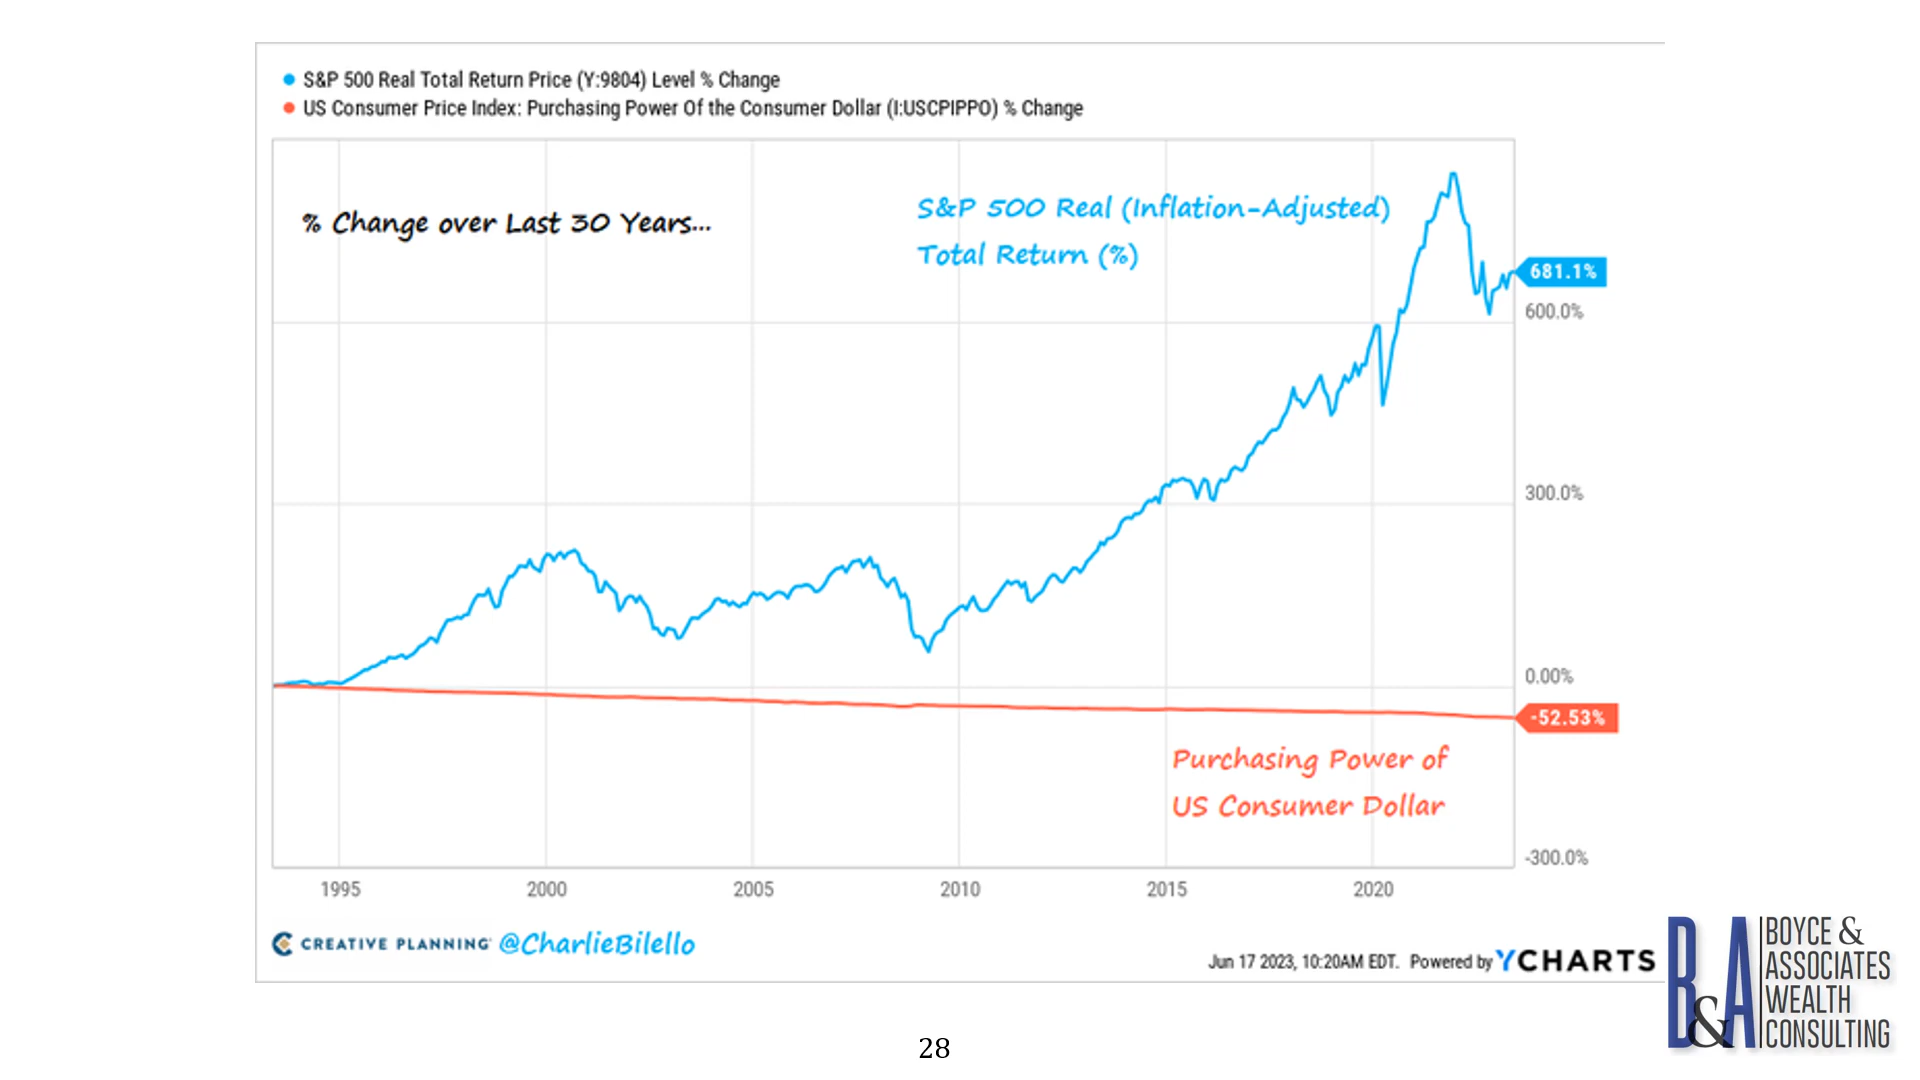 S&P 500 Real Total Return Price (Y:9804) Level % Change
US Consumer Price Index: Purchasing Power Of the Consumer Dollar (I:USCPIPPO) % Change
% Change over Last 30 Years...
S&P 500 Real (Inflation-Adjusted)
Total Return (%)
681.1%
600.0%
300.0%
0.00%
-52.53%
Purchasing Power of
US Consumer Dollar
-300.0%
1995 2000 2005 2010 2015 2020
CREATIVE PLANNING @CharlieBilello
Jun 17 2023, 10:20AM EDT. Powered by YCHARTS
B&A
BOYCE &
ASSOCIATES
WEALTH
CONSULTING
28